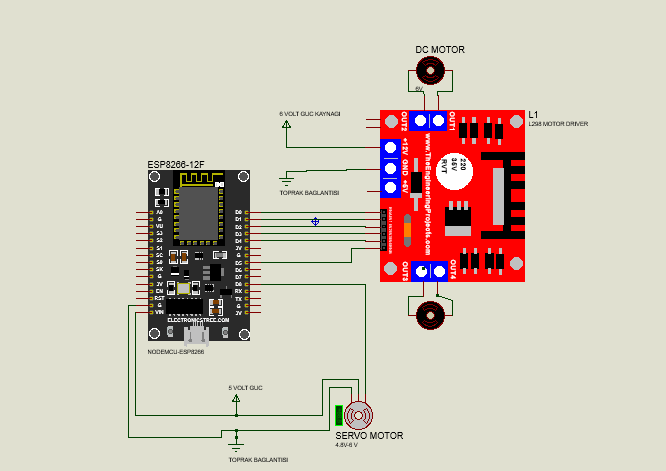 DC MOTOR
6V
L1
L298 MOTOR DRIVER
6 VOLT GUC KAYNAGI
OUT2
OUT1
+12V
GND
+5V
www.TheEngineeringProjects.com
220
35V
RVT
TOPRAK BAGLANTISI
OUT3
OUT4
ESP8266-12F
A0
G
VU
S3
S2
S1
SC
S0
SK
G
3V
EN
RST
G
VIN
D0
D1
D2
D3
D4
3V
G
D5
D6
D7
D8
RX
TX
G
3V
ELECTRONICSTREE.COM
NODEMCU-ESP8266
5 VOLT GUC
TOPRAK BAGLANTISI
SERVO MOTOR
4.8V-6 V